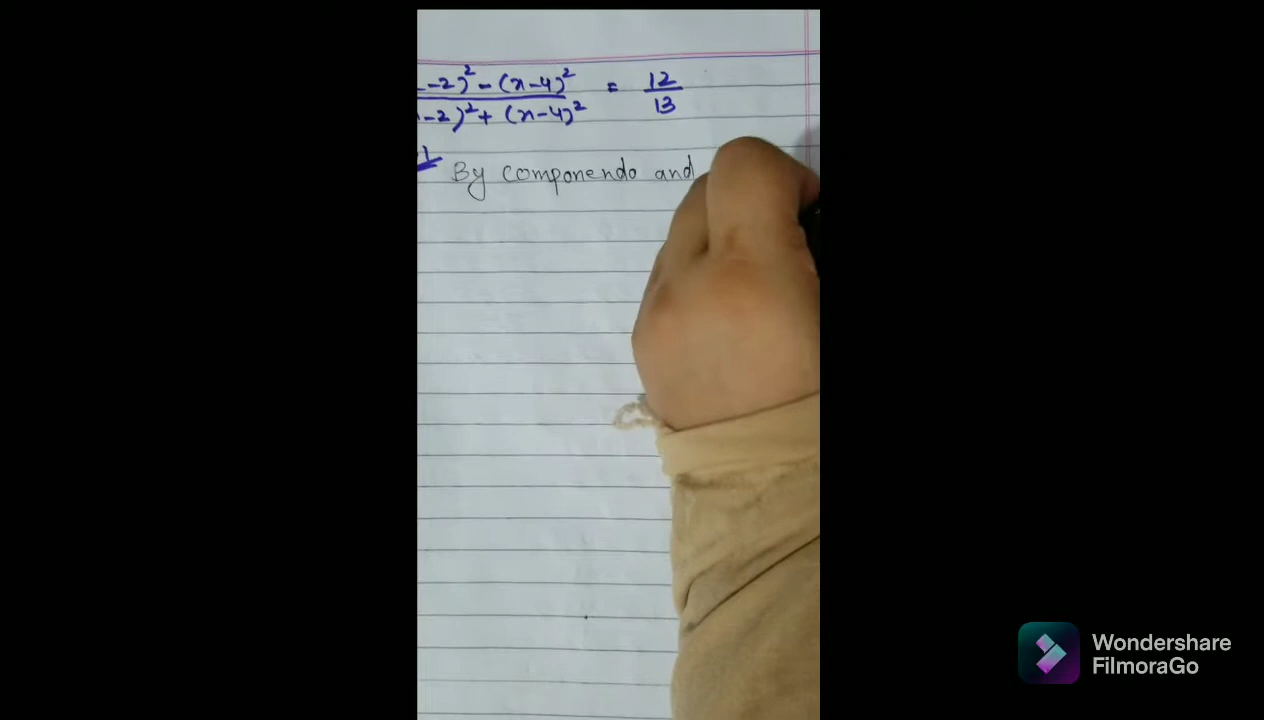 -2)² - (x-4)² = 12/13
-2)² + (x-4)²
By componendo and
Wondershare
FilmoraGo